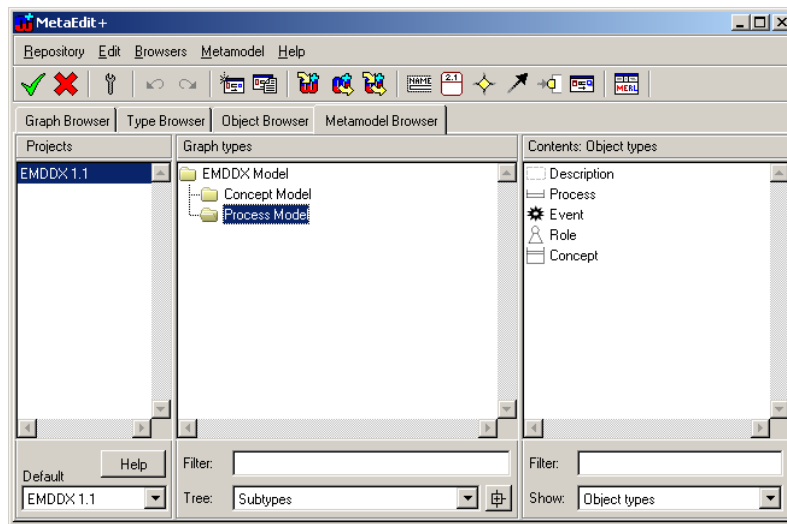 MetaEdit+
Repository Edit Browsers Metamodel Help
NAME 2.1 MERL
Graph Browser Type Browser Object Browser Metamodel Browser
Projects Graph types Contents: Object types
EMDDX 1.1 EMDDX Model Description
Concept Model Process
Process Model Event
Role
Concept
Help Filter: Filter:
Default
EMDDX 1.1 Tree: Subtypes Show: Object types